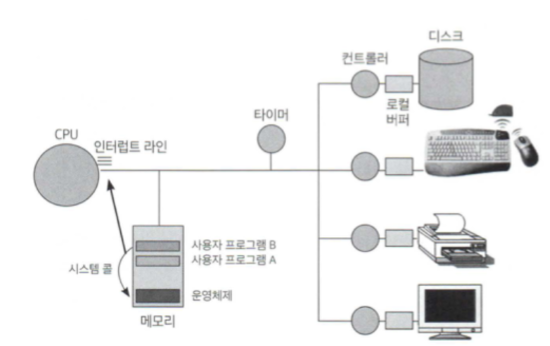 디스크
컨트롤러
로컬
버퍼
타이머
CPU
인터럽트 라인
사용자 프로그램 B
사용자 프로그램 A
시스템 콜
운영체제
메모리